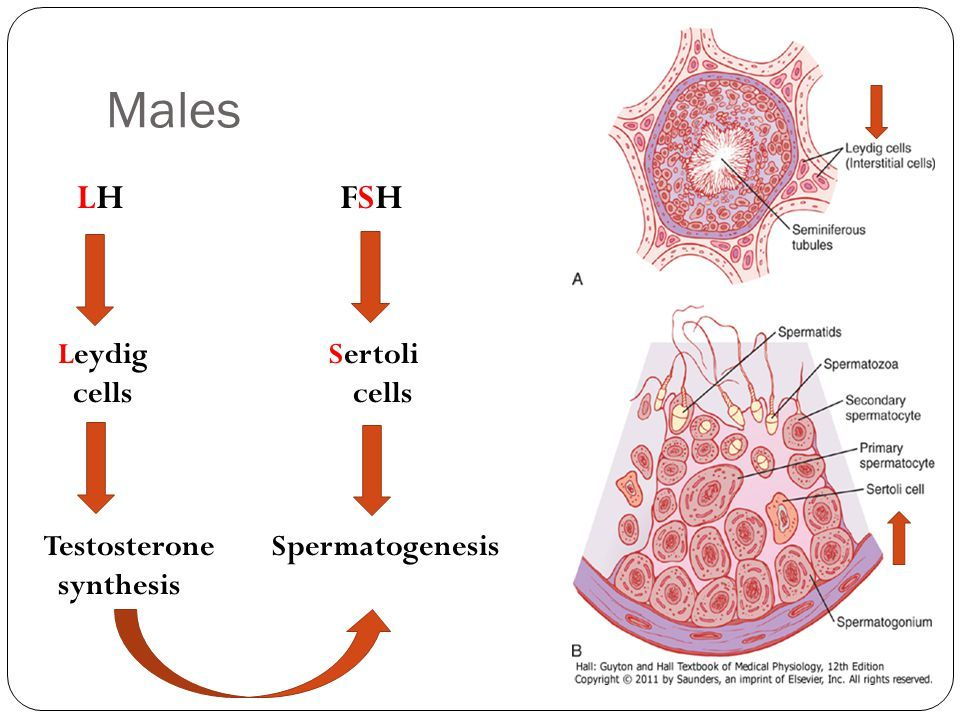 Males
LH
FSH
Leydig
cells
Sertoli
cells
Testosterone
synthesis
Spermatogenesis
Leydig cells
(Interstitial cells)
Seminiferous
tubules
A
Spermatids
Spermatozoa
Secondary
spermatocyte
Primary
spermatocyte
Sertoli cell
Spermatogonium
B
Hall: Guyton and Hall Textbook of Medical Physiology, 12th Edition
Copyright © 2011 by Saunders, an imprint of Elsevier, Inc. All rights reserved.